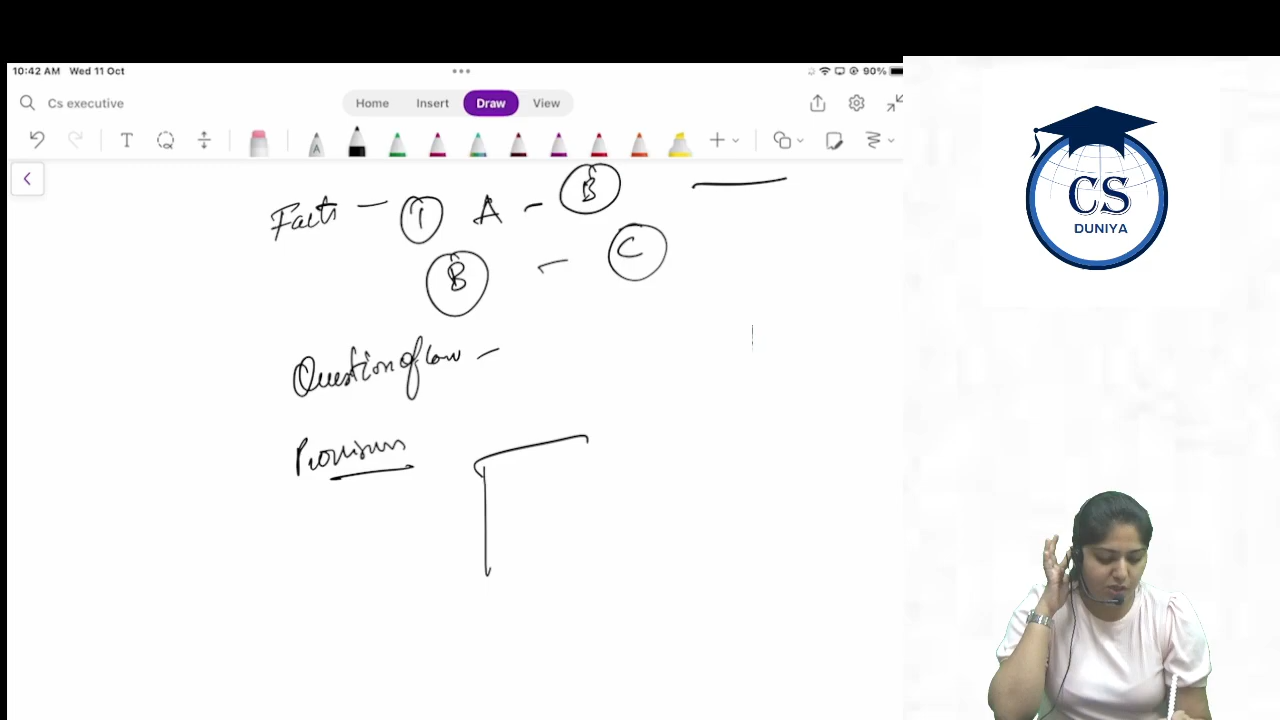 10:42 AM Wed 11 Oct
90%
Cs executive
Home Insert Draw View
T
A
Facts - 1 A - B
B - C
Question of law -
Provisions
CS
DUNIYA